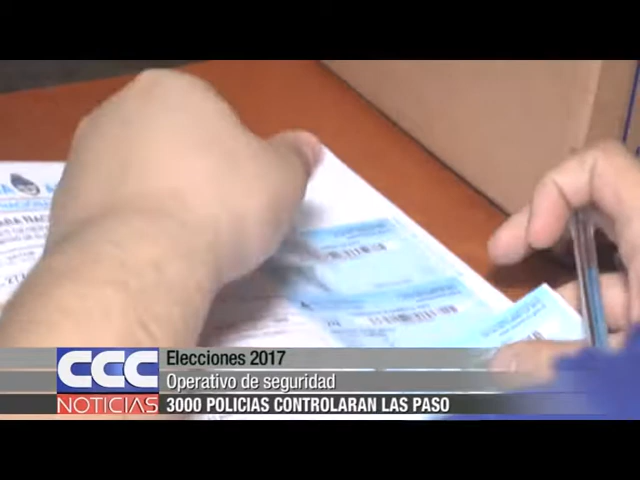 CCC
NOTICIAS
Elecciones 2017
Operativo de seguridad
3000 POLICIAS CONTROLARAN LAS PASO